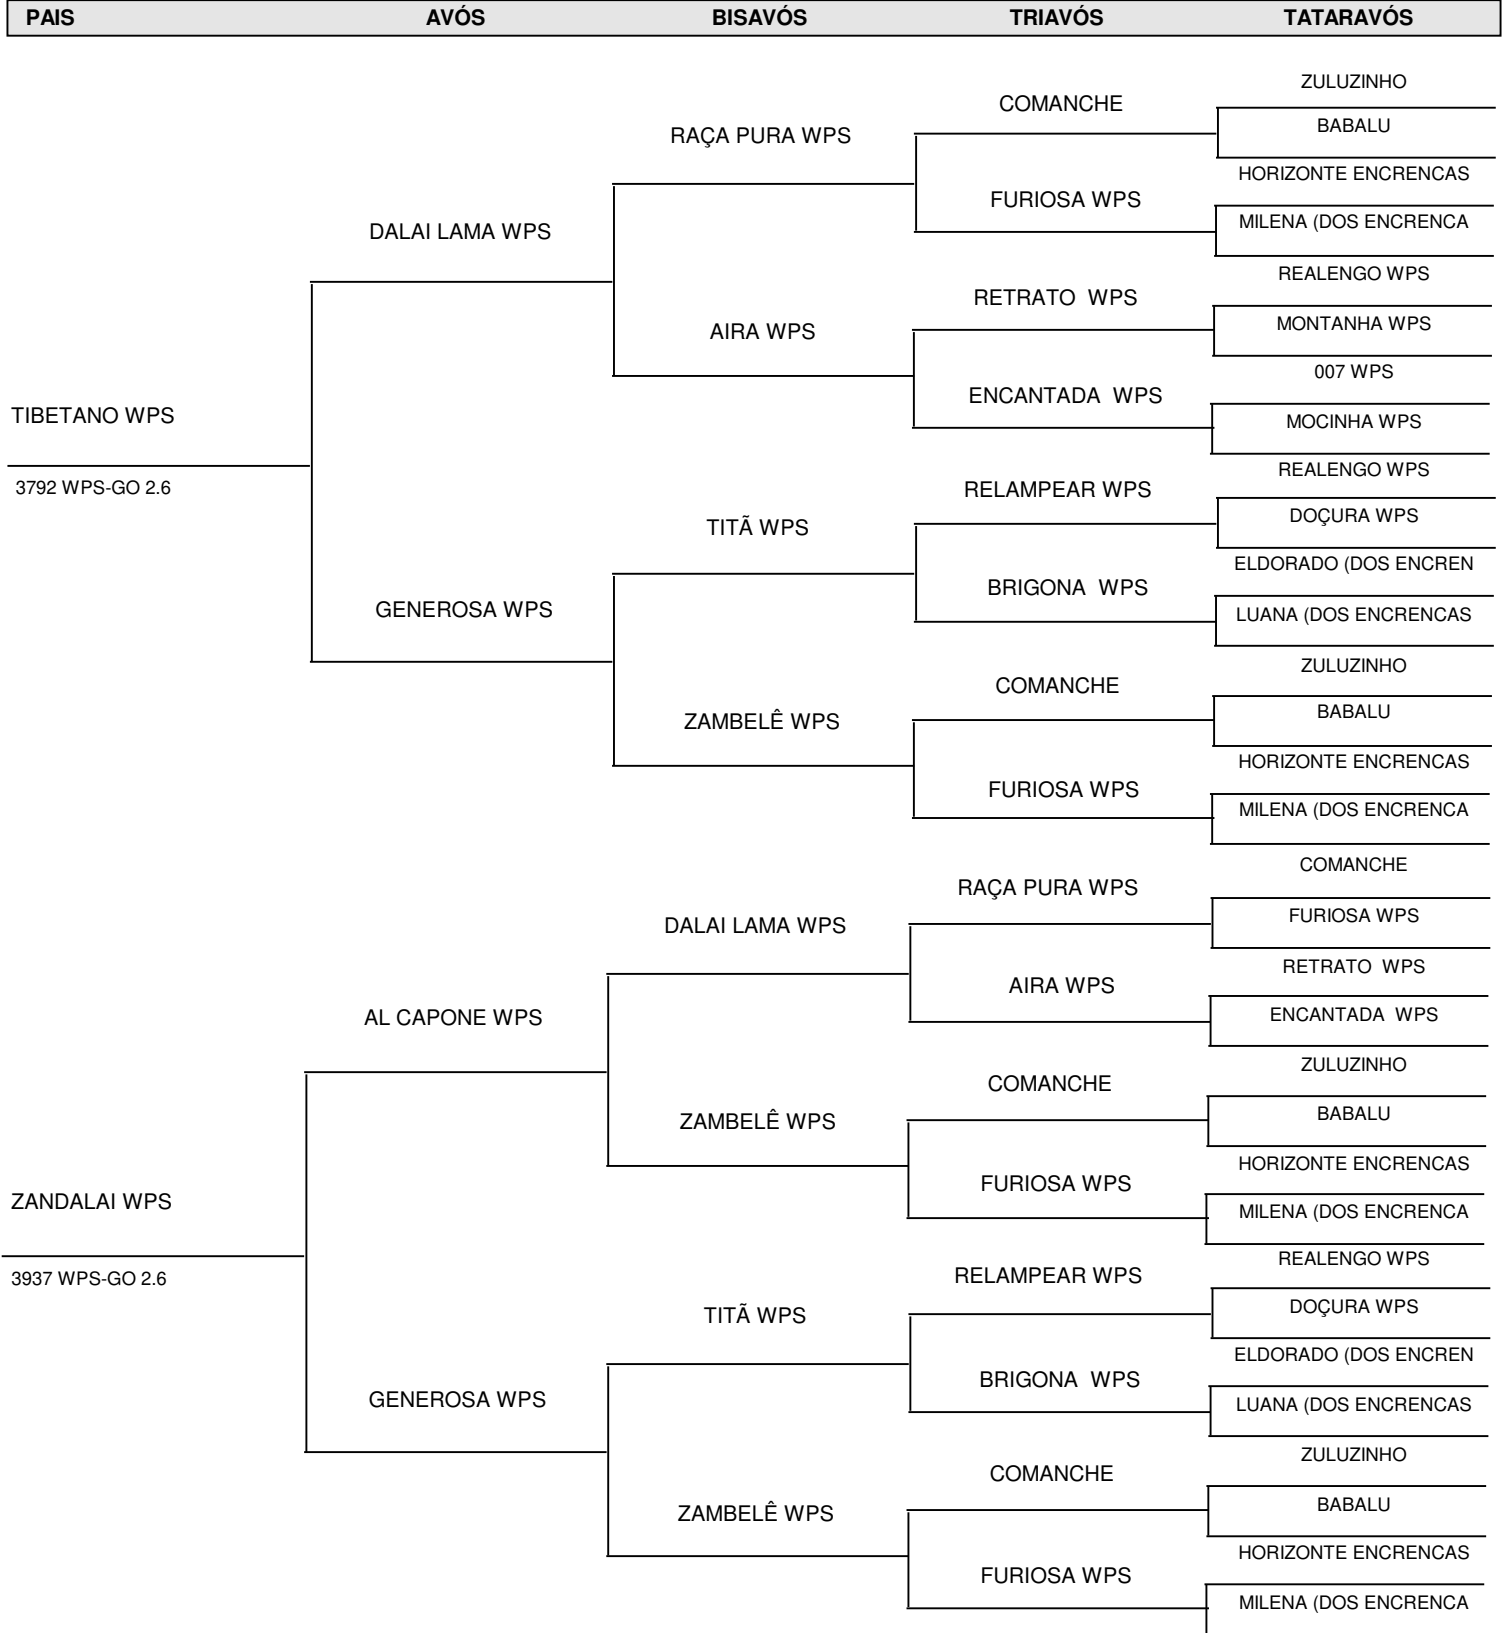 PAIS AVÓS BISAVÓS TRIAVÓS TATARAVÓS
ZULUZINHO
COMANCHE
BABALU
RAÇA PURA WPS
HORIZONTE ENCRENCAS
FURIOSA WPS
MILENA (DOS ENCRENCA
DALAI LAMA WPS
REALENGO WPS
RETRATO WPS
MONTANHA WPS
AIRA WPS
007 WPS
ENCANTADA WPS
MOCINHA WPS
TIBETANO WPS
3792 WPS-GO 2.6
REALENGO WPS
RELAMPEAR WPS
DOÇURA WPS
TITÃ WPS
ELDORADO (DOS ENCREN
BRIGONA WPS
LUANA (DOS ENCRENCAS
GENEROSA WPS
ZULUZINHO
COMANCHE
BABALU
ZAMBELÊ WPS
HORIZONTE ENCRENCAS
FURIOSA WPS
MILENA (DOS ENCRENCA
COMANCHE
RAÇA PURA WPS
FURIOSA WPS
DALAI LAMA WPS
RETRATO WPS
AIRA WPS
ENCANTADA WPS
AL CAPONE WPS
ZULUZINHO
COMANCHE
BABALU
ZAMBELÊ WPS
HORIZONTE ENCRENCAS
FURIOSA WPS
MILENA (DOS ENCRENCA
ZANDALAI WPS
3937 WPS-GO 2.6
REALENGO WPS
RELAMPEAR WPS
DOÇURA WPS
TITÃ WPS
ELDORADO (DOS ENCREN
BRIGONA WPS
LUANA (DOS ENCRENCAS
GENEROSA WPS
ZULUZINHO
COMANCHE
BABALU
ZAMBELÊ WPS
HORIZONTE ENCRENCAS
FURIOSA WPS
MILENA (DOS ENCRENCA